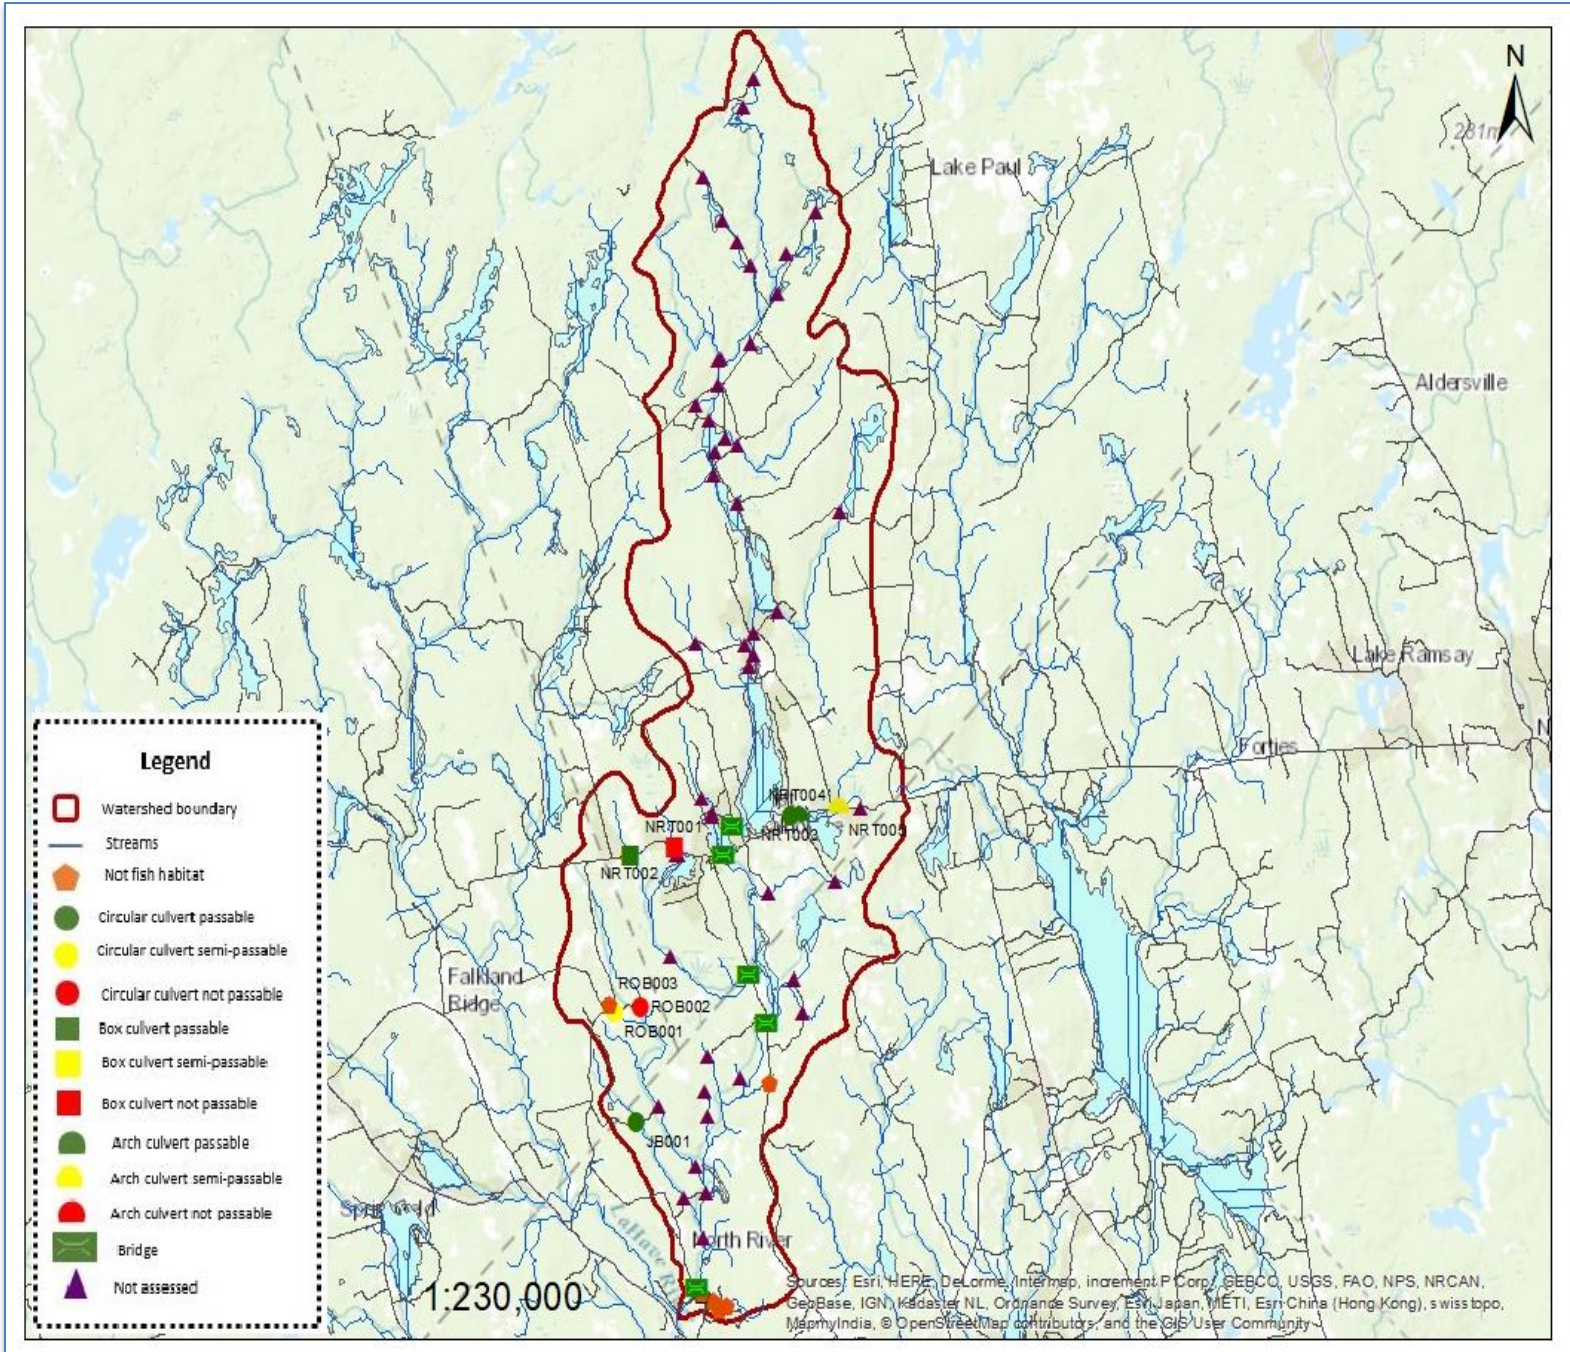 N
281m
Lake Paul
Aldersville
Lake Ramsay
Forties
N
NRT004
NRT001
NRT003
NRT005
NRT002
Falkland
Ridge
ROB003
ROB002
ROB001
JB001
North River
LaHave
1:230,000
Legend
Watershed boundary
Streams
Not fish habitat
Circular culvert passable
Circular culvert semi-passable
Circular culvert not passable
Box culvert passable
Box culvert semi-passable
Box culvert not passable
Arch culvert passable
Arch culvert semi-passable
Arch culvert not passable
Bridge
Not assessed
Sources: Esri, HERE, DeLorme, Intermap, increment P Corp., GEBCO, USGS, FAO, NPS, NRCAN,
GeoBase, IGN, Kadaster NL, Ordnance Survey, Esri Japan, METI, Esri China (Hong Kong), swisstopo,
MapmyIndia, © OpenStreetMap contributors, and the GIS User Community